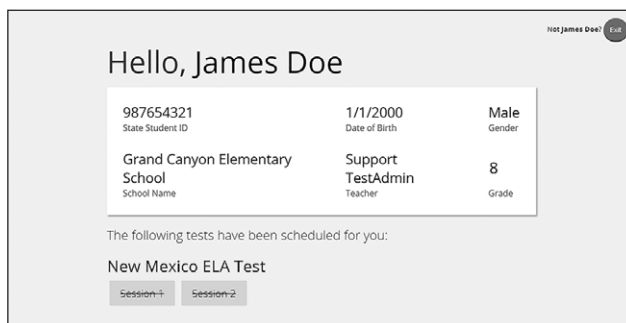 Not James Doe? Exit
Hello, James Doe
987654321 1/1/2000 Male
State Student ID Date of Birth Gender
Grand Canyon Elementary Support
School TestAdmin 8
School Name Teacher Grade
The following tests have been scheduled for you:
New Mexico ELA Test
Session 1 Session 2